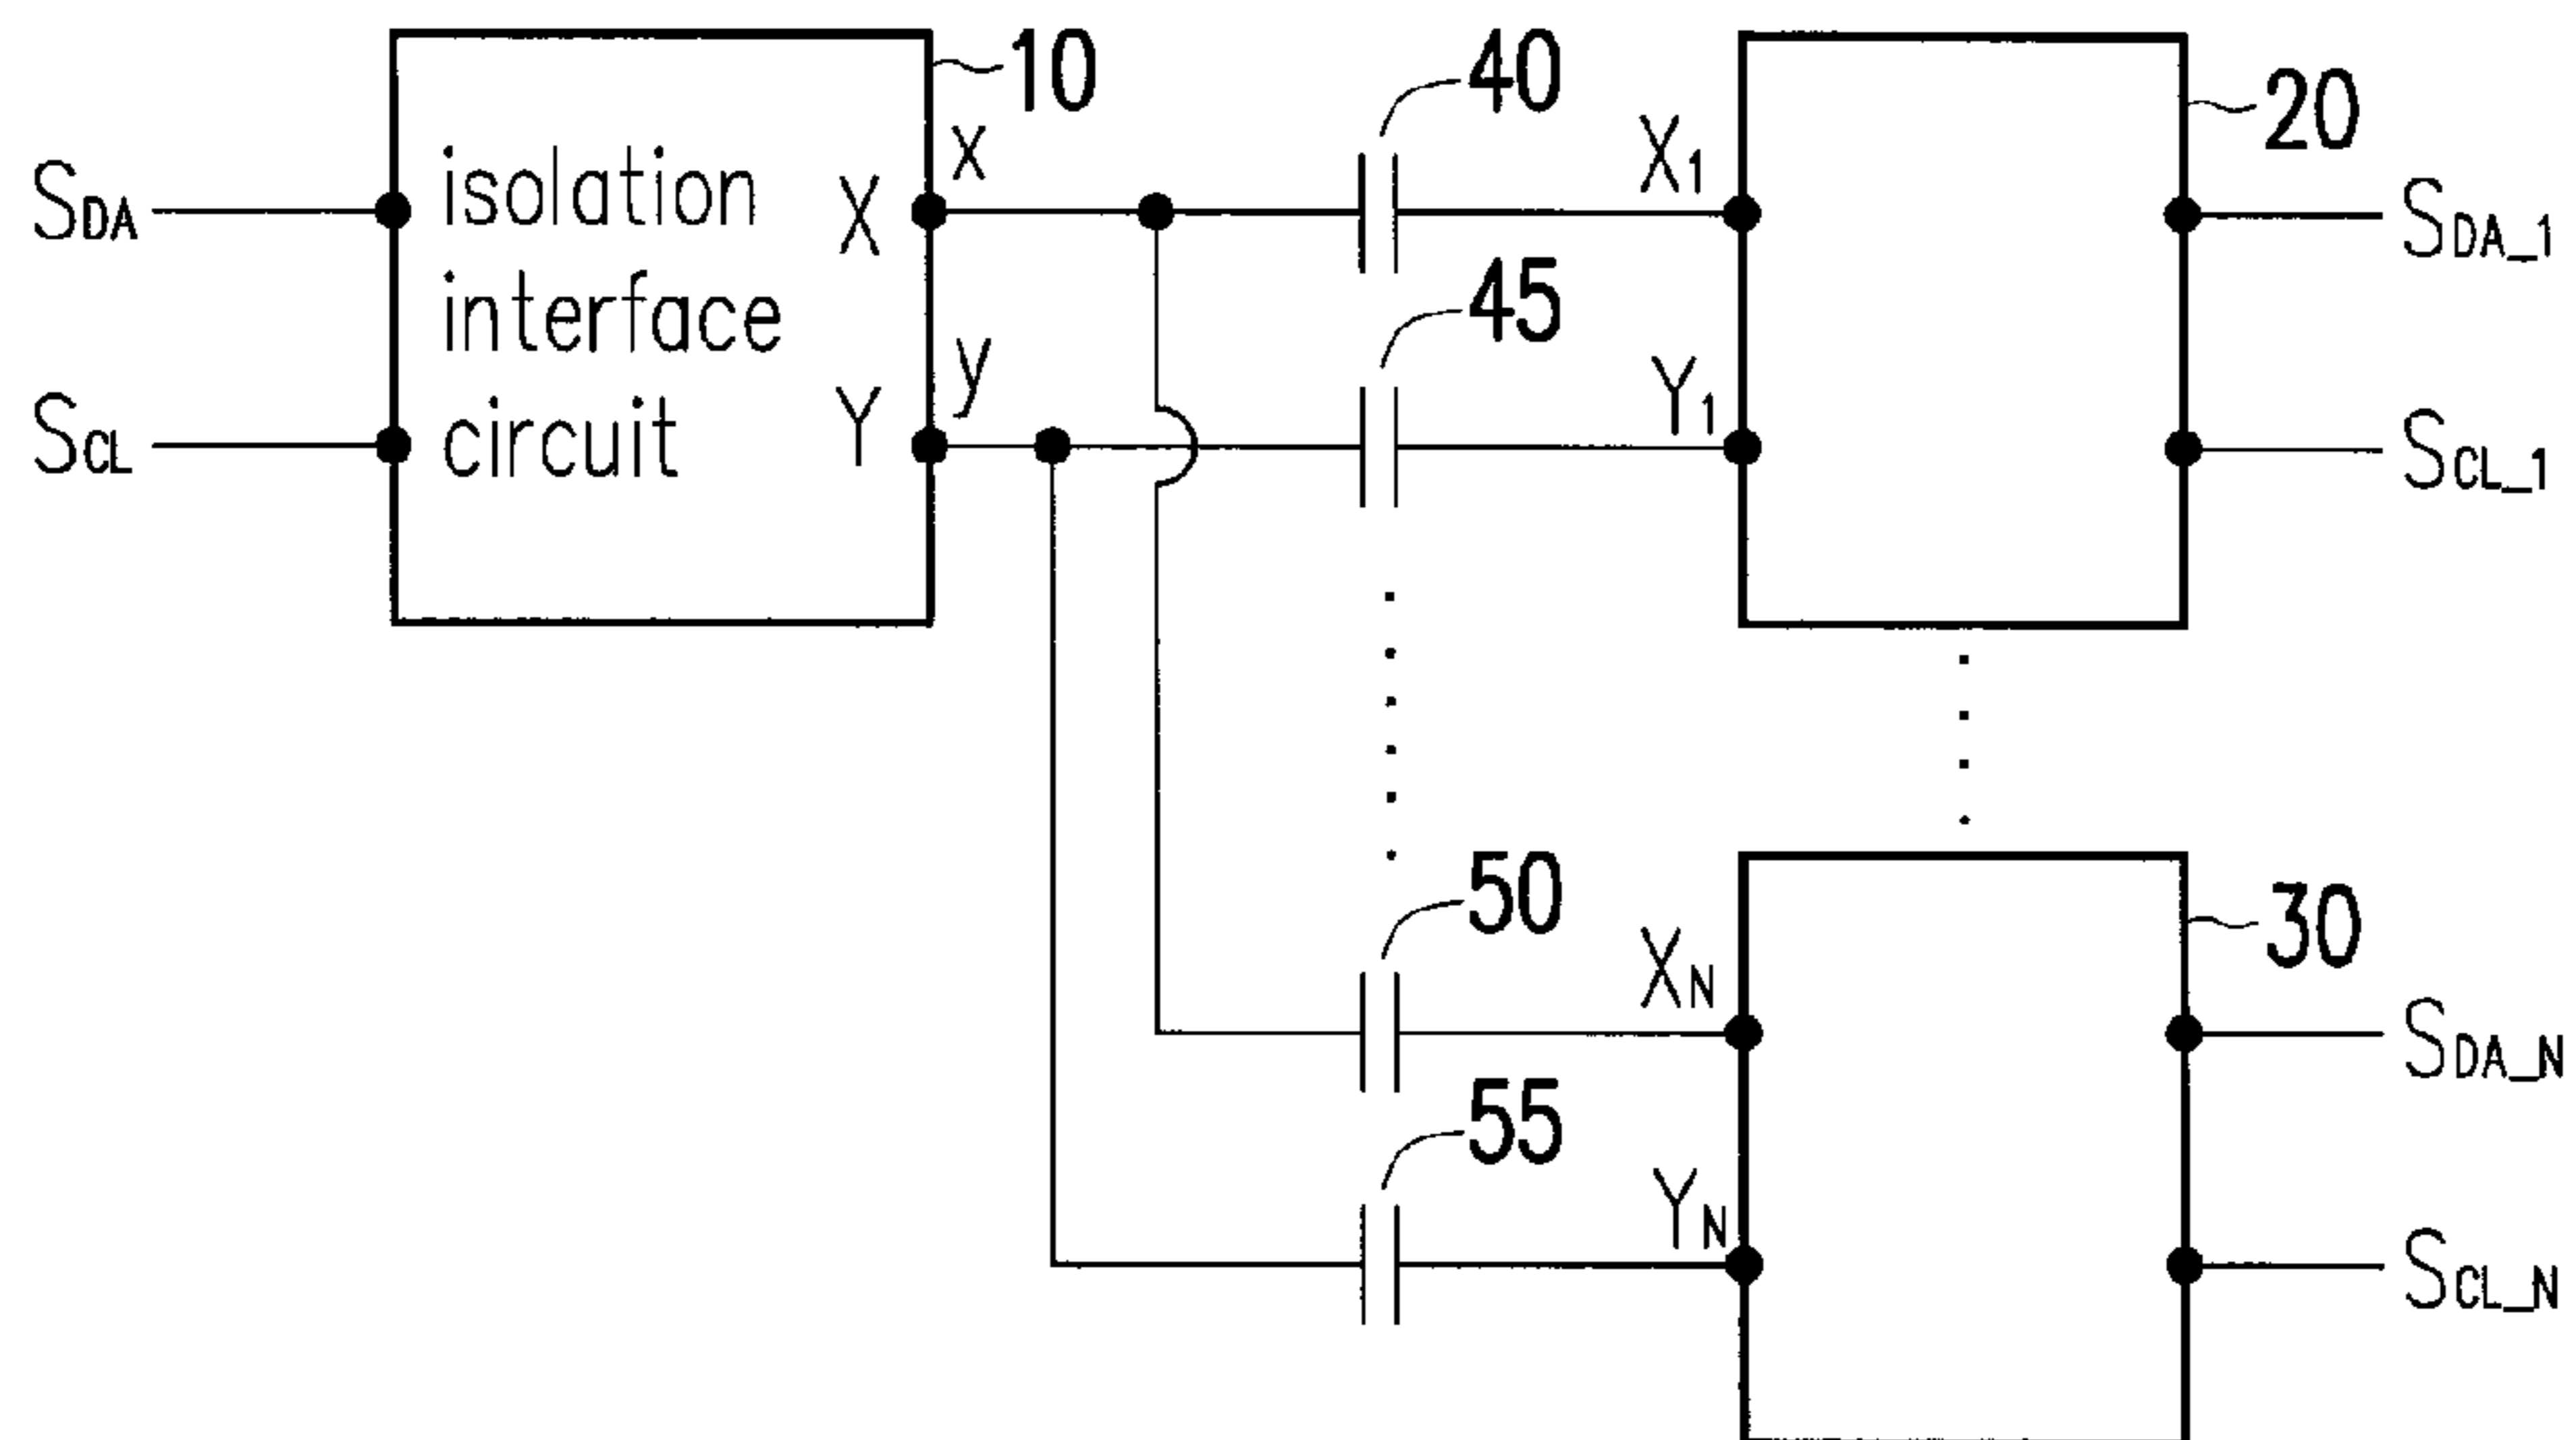 10
40
20
SDA
isolation
interface
circuit
SCL
X
x
Y
y
X1
45
Y1
SDA_1
SCL_1
50
XN
30
SDA_N
55
YN
SCL_N